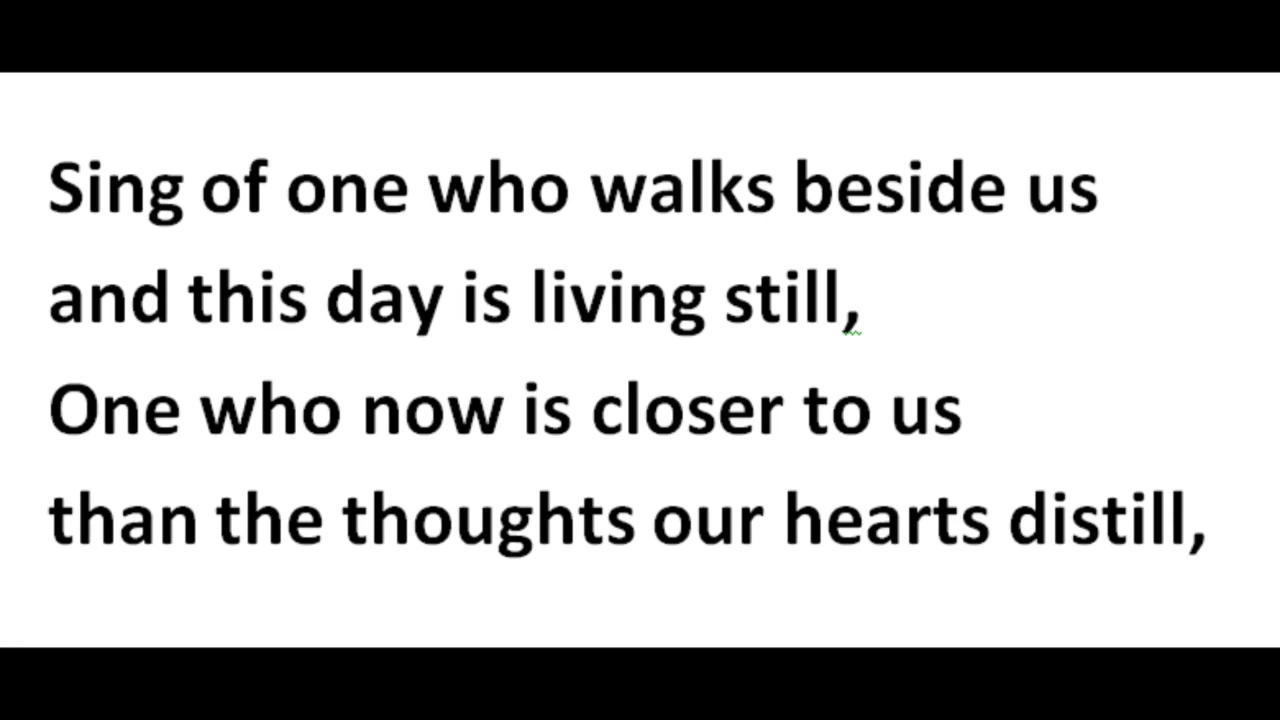 Sing of one who walks beside us
and this day is living still,
One who now is closer to us
than the thoughts our hearts distill,